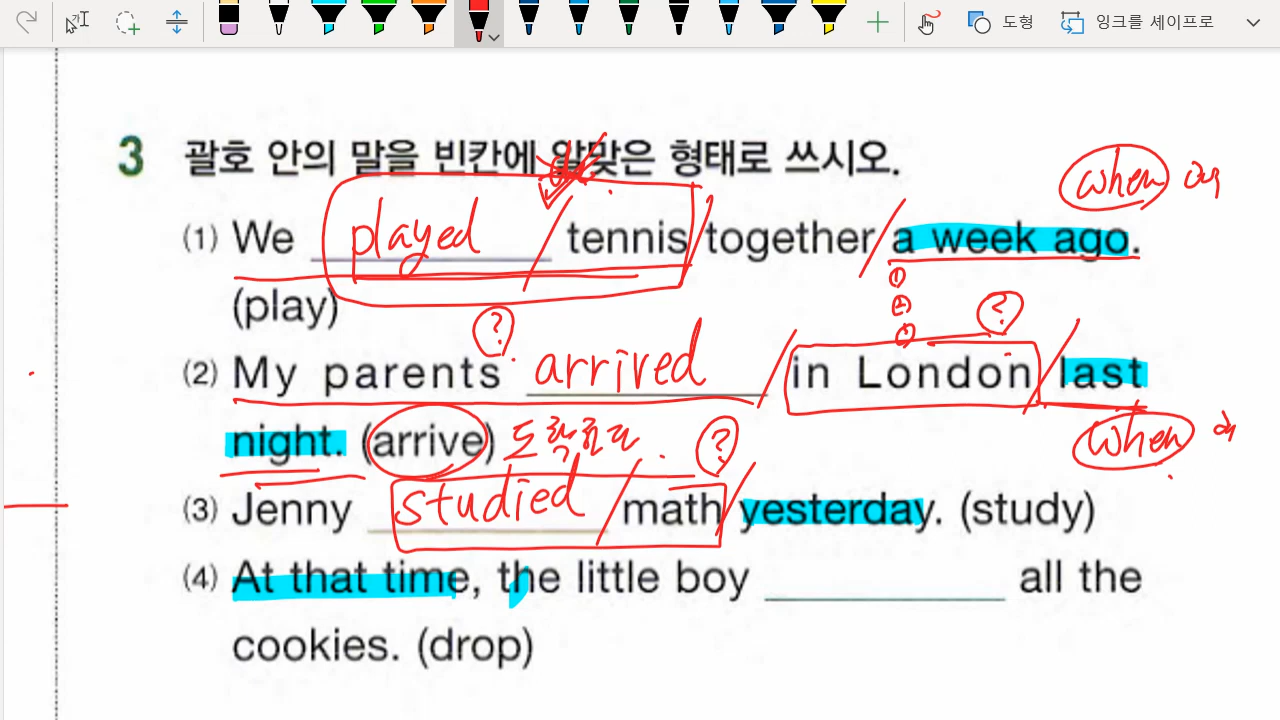 도형 잉크를 셰이프로
3 괄호 안의 말을 빈칸에 알맞은 형태로 쓰시오.
when
(1) We played tennis together a week ago.
(play)
(2) My parents arrived in London last
night. (arrive) 도착하다
when
(3) Jenny studied math yesterday. (study)
(4) At that time, the little boy ____________ all the
cookies. (drop)